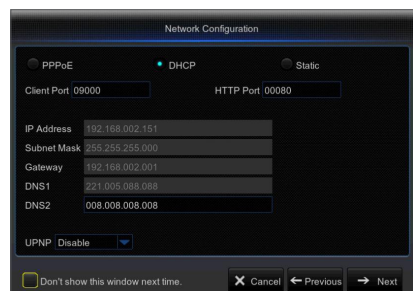 Network Configuration
PPPoE DHCP Static
Client Port 09000 HTTP Port 00080
IP Address 192.168.002.151
Subnet Mask 255.255.255.000
Gateway 192.168.002.001
DNS1 221.005.088.088
DNS2 008.008.008.008
UPNP Disable
Don't show this window next time. Cancel Previous Next